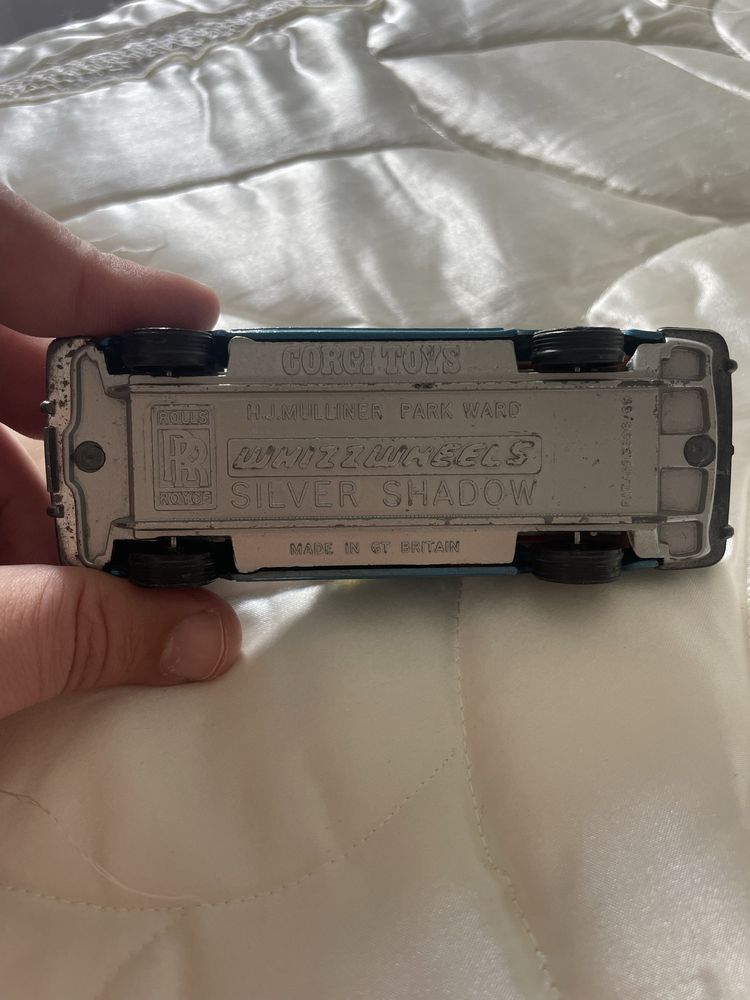 CORGI TOYS
H.J.MULLINER PARK WARD
ROLLS
RR
ROYCE
WHIZZWHEELS
SILVER SHADOW
MADE IN GT BRITAIN